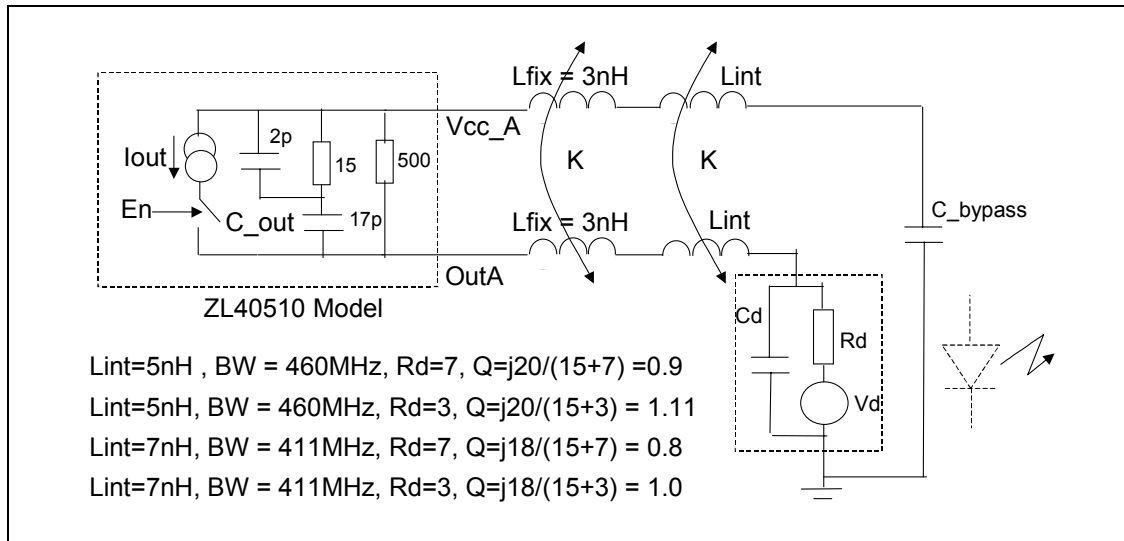 Lfix = 3nH
Lint
Vcc_A
2p
15
500
Iout
K
K
En
C_out
17p
C_bypass
Lfix = 3nH
Lint
OutA
ZL40510 Model
Cd
Rd
Vd
Lint=5nH , BW = 460MHz, Rd=7, Q=j20/(15+7) =0.9
Lint=5nH, BW = 460MHz, Rd=3, Q=j20/(15+3) = 1.11
Lint=7nH, BW = 411MHz, Rd=7, Q=j18/(15+7) = 0.8
Lint=7nH, BW = 411MHz, Rd=3, Q=j18/(15+3) = 1.0